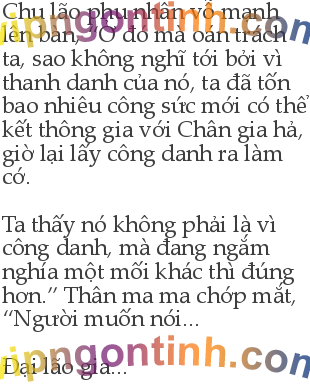 Chu lão phu nhân vỗ mạnh
lên bàn, “Ở đó mà oán trách
ta, sao không nghĩ tới bởi vì
thanh danh của nó, ta đã tốn
bao nhiêu công sức mới có thể
kết thông gia với Chân gia hả,
giờ lại lấy công danh ra làm
cớ.
Ta thấy nó không phải là vì
công danh, mà đang ngắm
nghía một mối khác thì đúng
hơn.” Thân ma ma chớp mắt,
“Người muốn nói...
Đại lão gia...